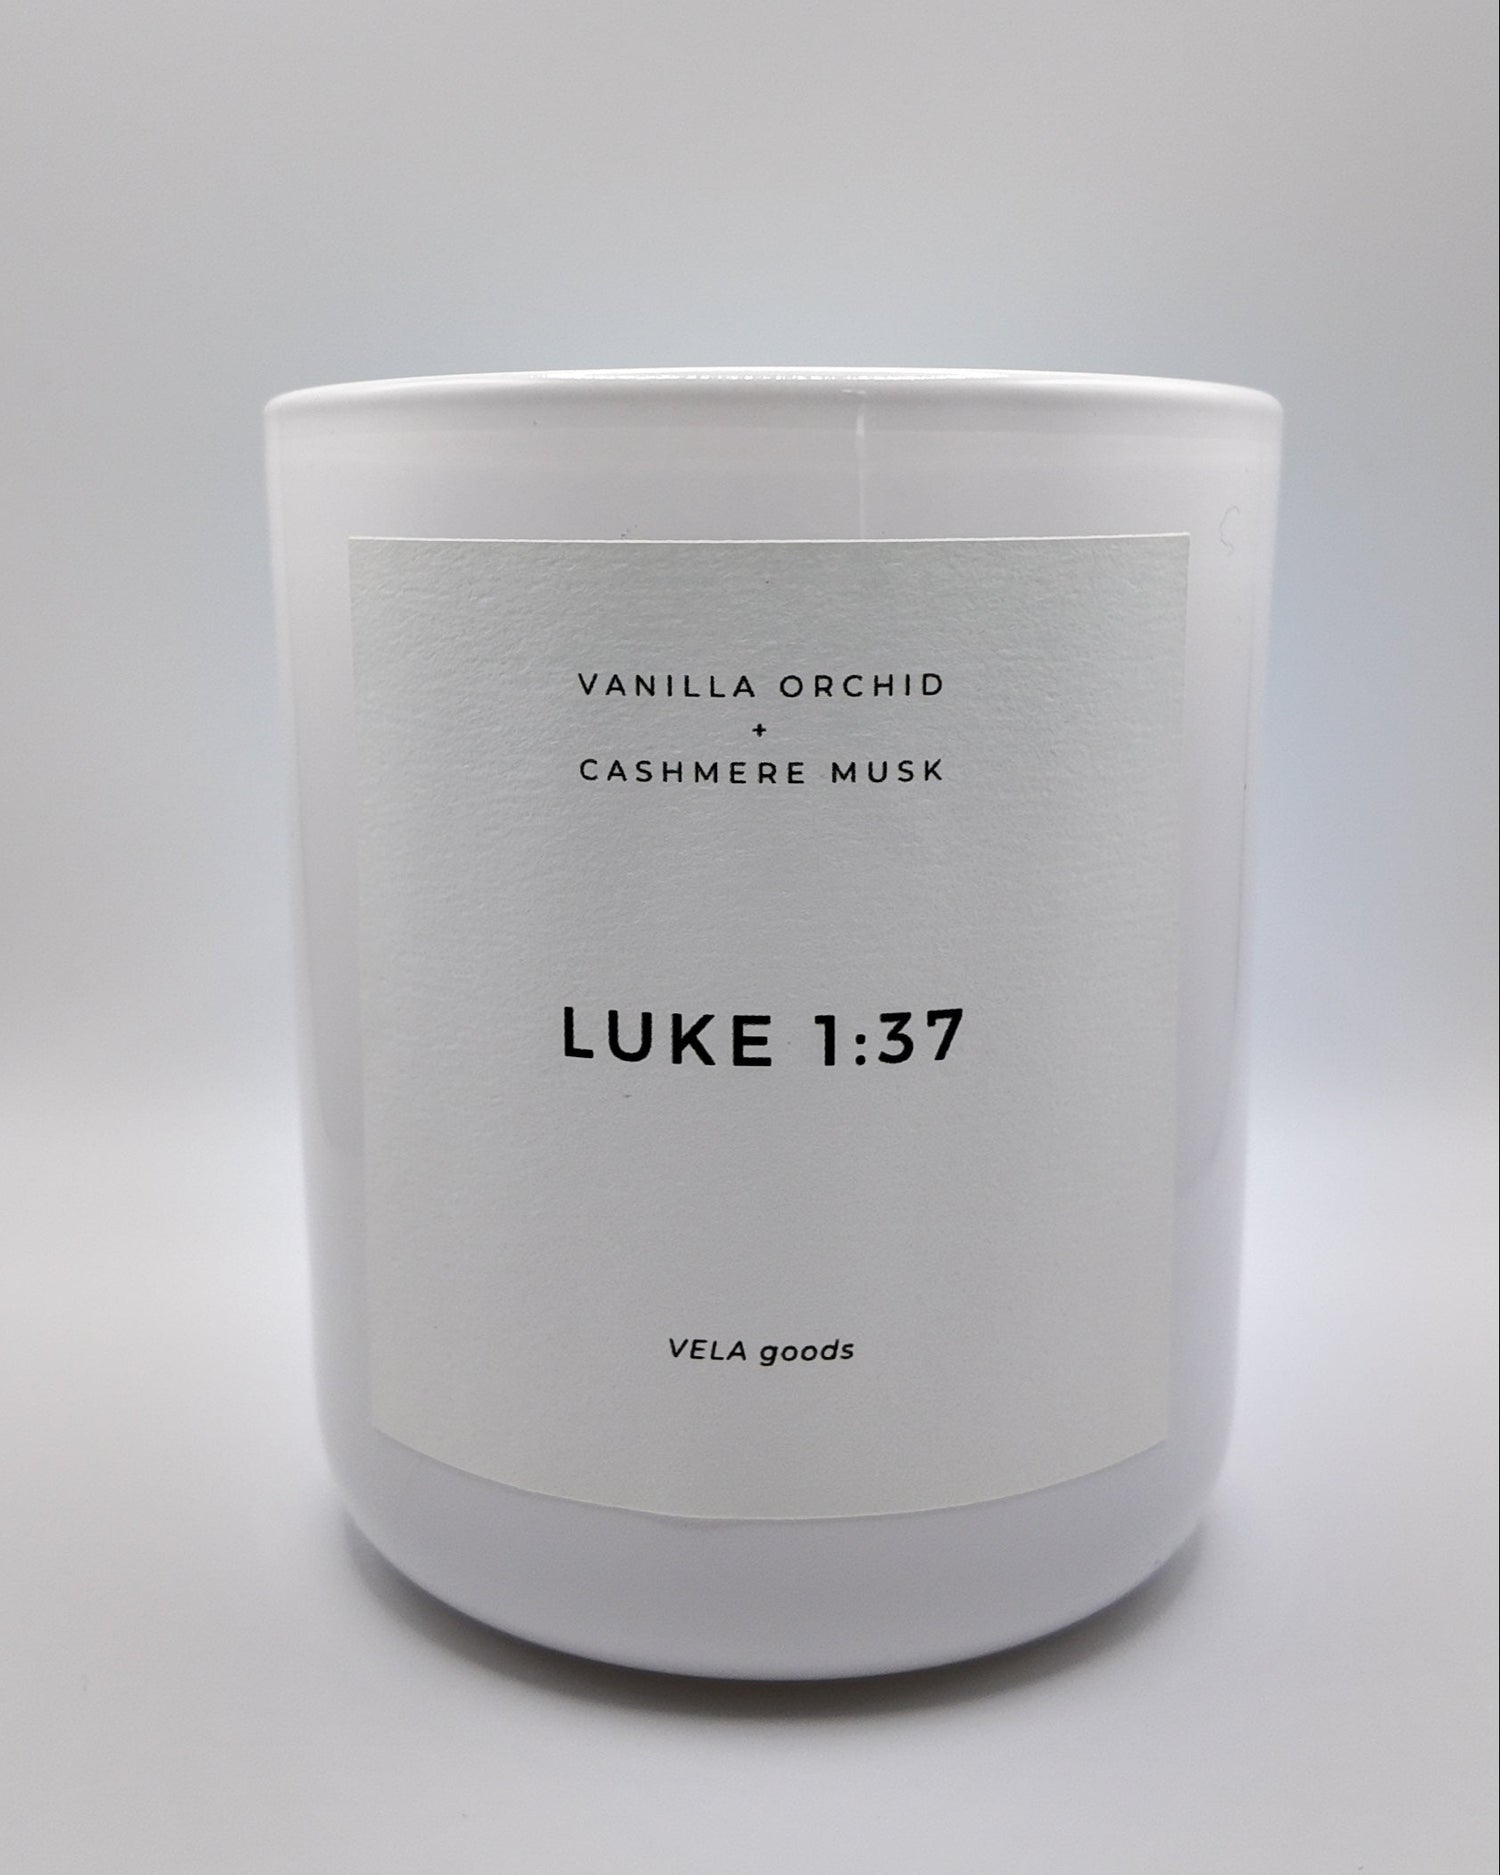 VANILLA ORCHID
+
CASHMERE MUSK
LUKE 1:37
VELA goods